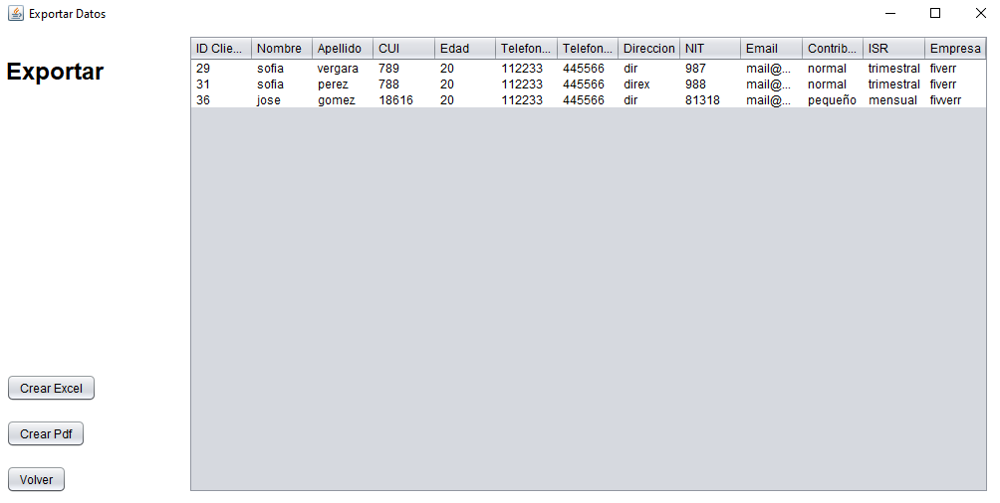 Exportar Datos
Exportar
ID Clie... Nombre Apellido CUI Edad Telefon... Telefon... Direccion NIT Email Contrib... ISR Empresa
29 sofia vergara 789 20 112233 445566 dir 987 mail@... normal trimestral fiverr
31 sofia perez 788 20 112233 445566 direx 988 mail@... normal trimestral fiverr
36 jose gomez 18616 20 112233 445566 dir 81318 mail@... pequeño mensual fivverr
Crear Excel
Crear Pdf
Volver